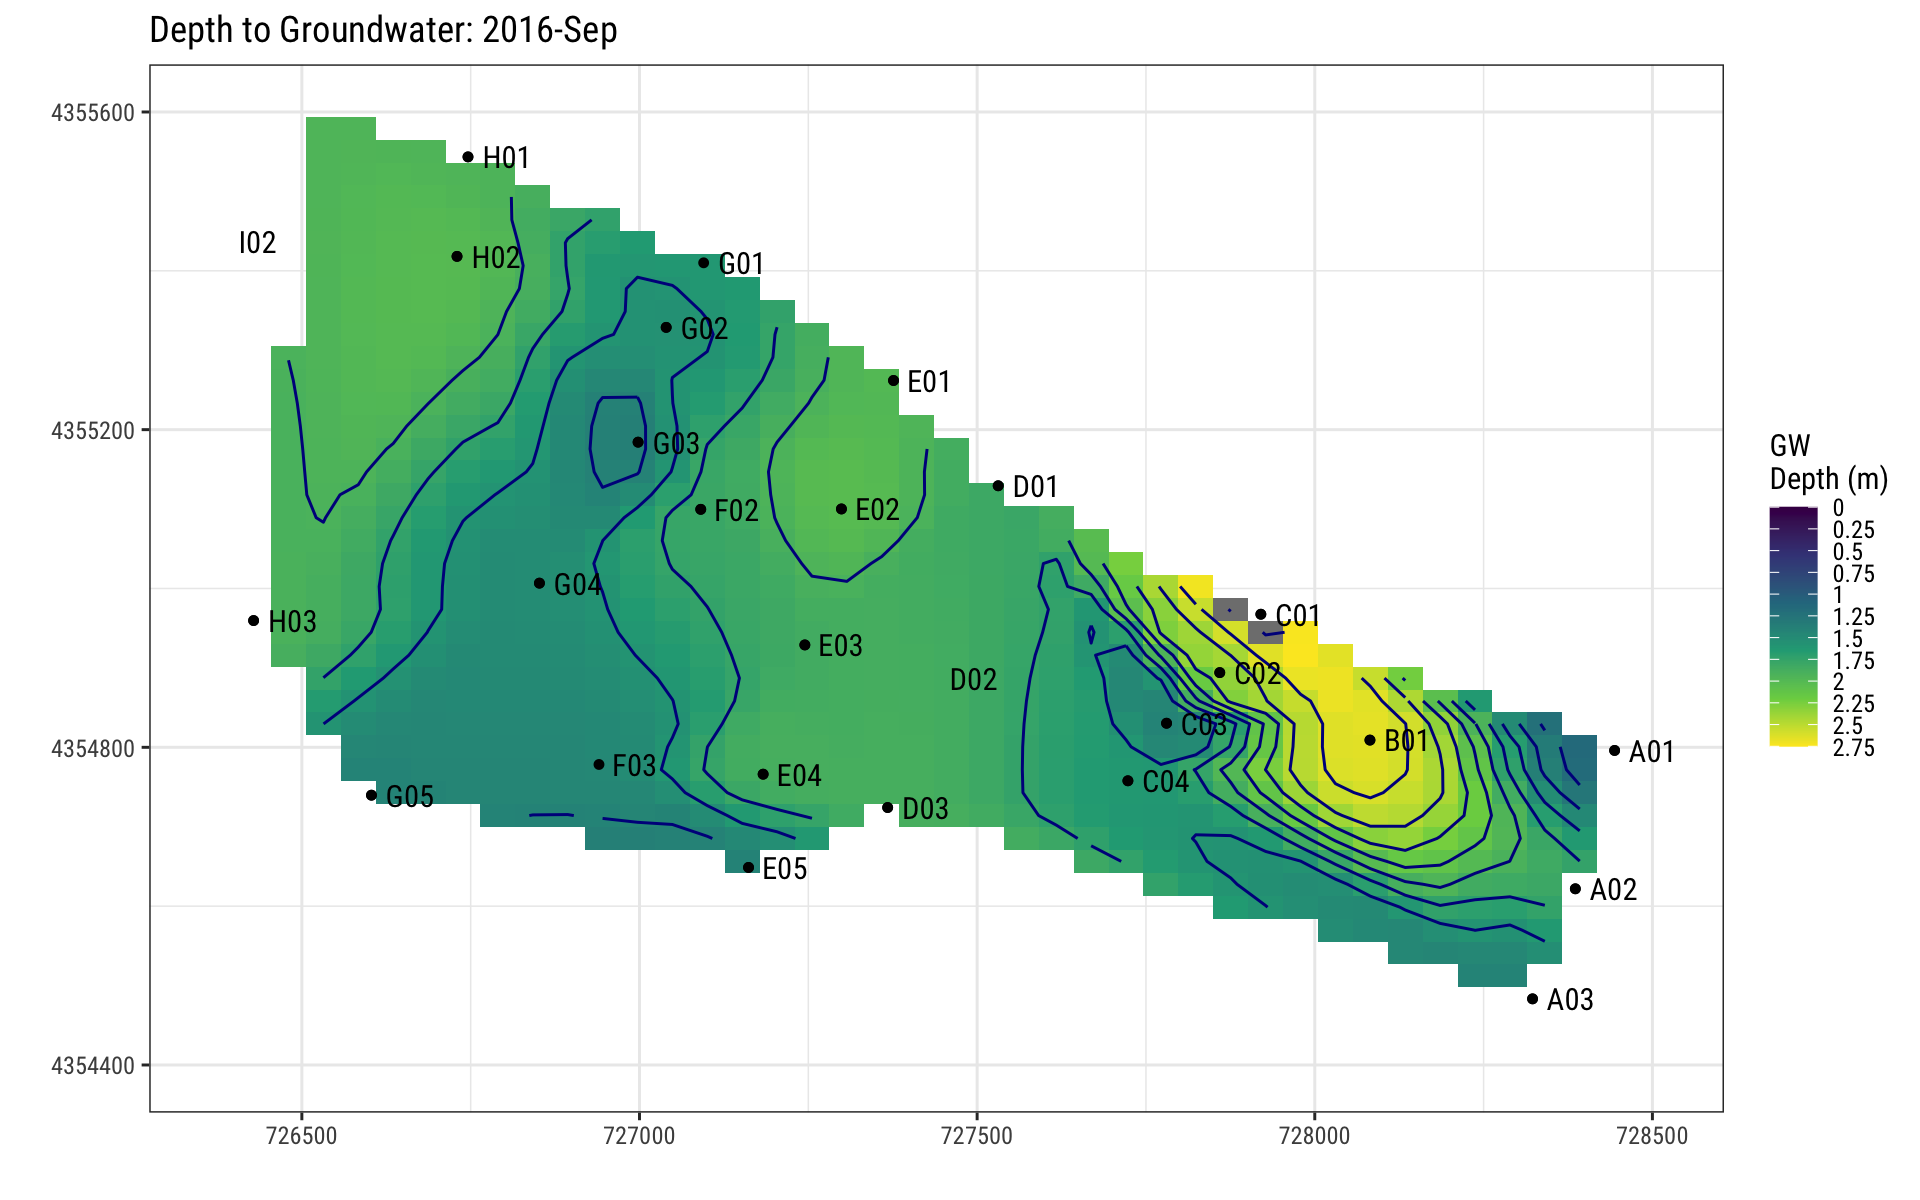 Depth to Groundwater: 2016-Sep
4355600
4355200
4354800
4354400
H01
I02
H02
G01
G02
E01
G03
D01
F02
E02
G04
C01
H03
E03
C02
D02
C03
B01
A01
F03
E04
C04
G05
D03
E05
A02
A03
726500
727000
727500
728000
728500
GW
Depth (m)
0
0.25
0.5
0.75
1
1.25
1.5
1.75
2
2.25
2.5
2.75